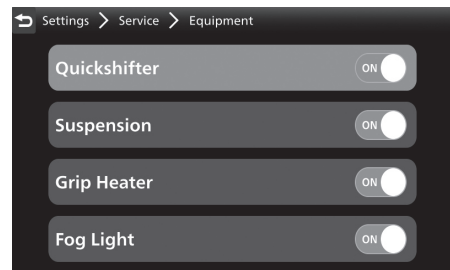 Settings > Service > Equipment
Quickshifter ON
Suspension ON
Grip Heater ON
Fog Light ON